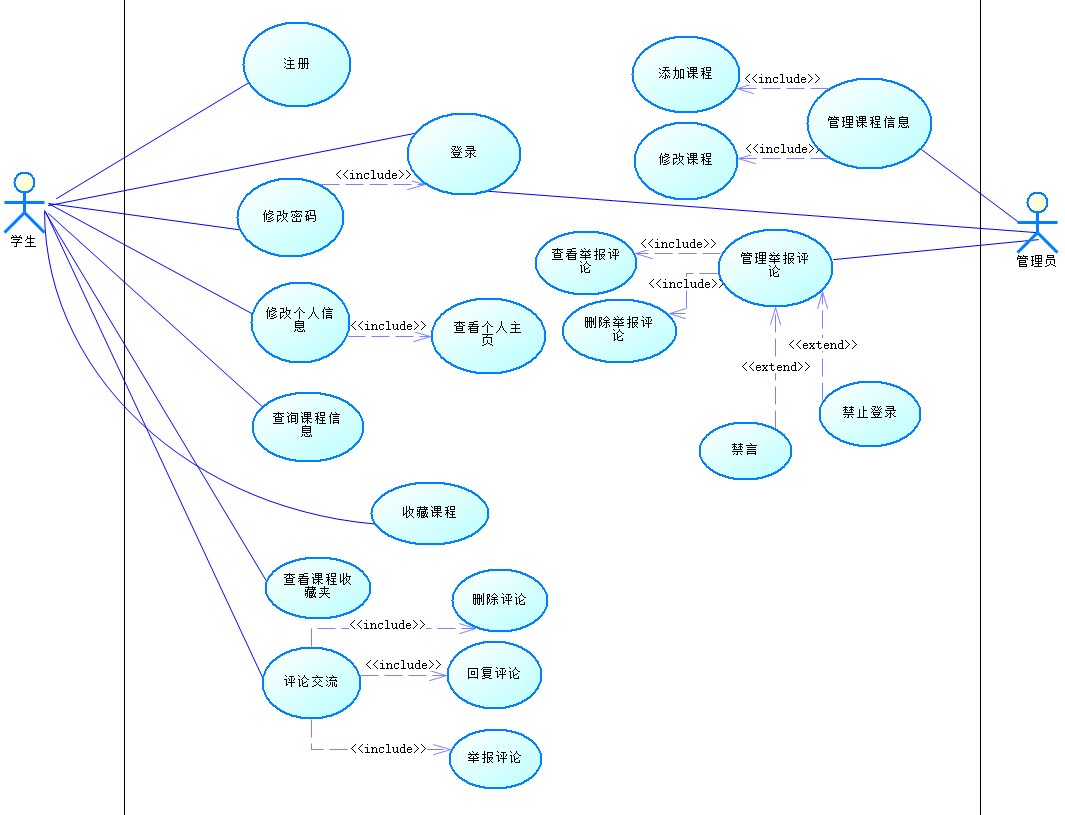 注册
添加课程
<<include>>
管理课程信息
登录
<<include>>
修改课程
<<include>>
修改密码
学生
管理员
查看举报评
论
<<include>>
管理举报评
论
<<include>>
修改个人信
息
<<include>>
查看个人主
页
删除举报评
论
<<extend>>
<<extend>>
查询课程信
息
禁止登录
禁言
收藏课程
查看课程收
藏夹
删除评论
<<include>>
评论交流
<<include>>
回复评论
<<include>>
举报评论